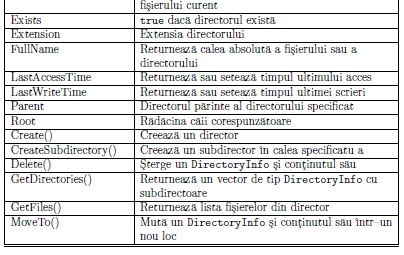 fişierului curent
Exists true dacă directorul există
Extension Extensia directorului
FullName Returnează calea absolută a fişierului sau a
directorului
LastAccessTime Returnează sau setează timpul ultimului acces
LastWriteTime Returnează sau setează timpul ultimei scrieri
Parent Directorul părinte al directorului specificat
Root Rădăcina căii corespunzătoare
Create() Creează un director
CreateSubdirectory() Creează un subdirector în calea specificatu a
Delete() Şterge un DirectoryInfo şi conţinutul său
GetDirectories() Returnează un vector de tip DirectoryInfo cu
subdirectoare
GetFiles() Returnează lista fişierelor din director
MoveTo() Mută un DirectoryInfo şi conţinutul său într-un
nou loc